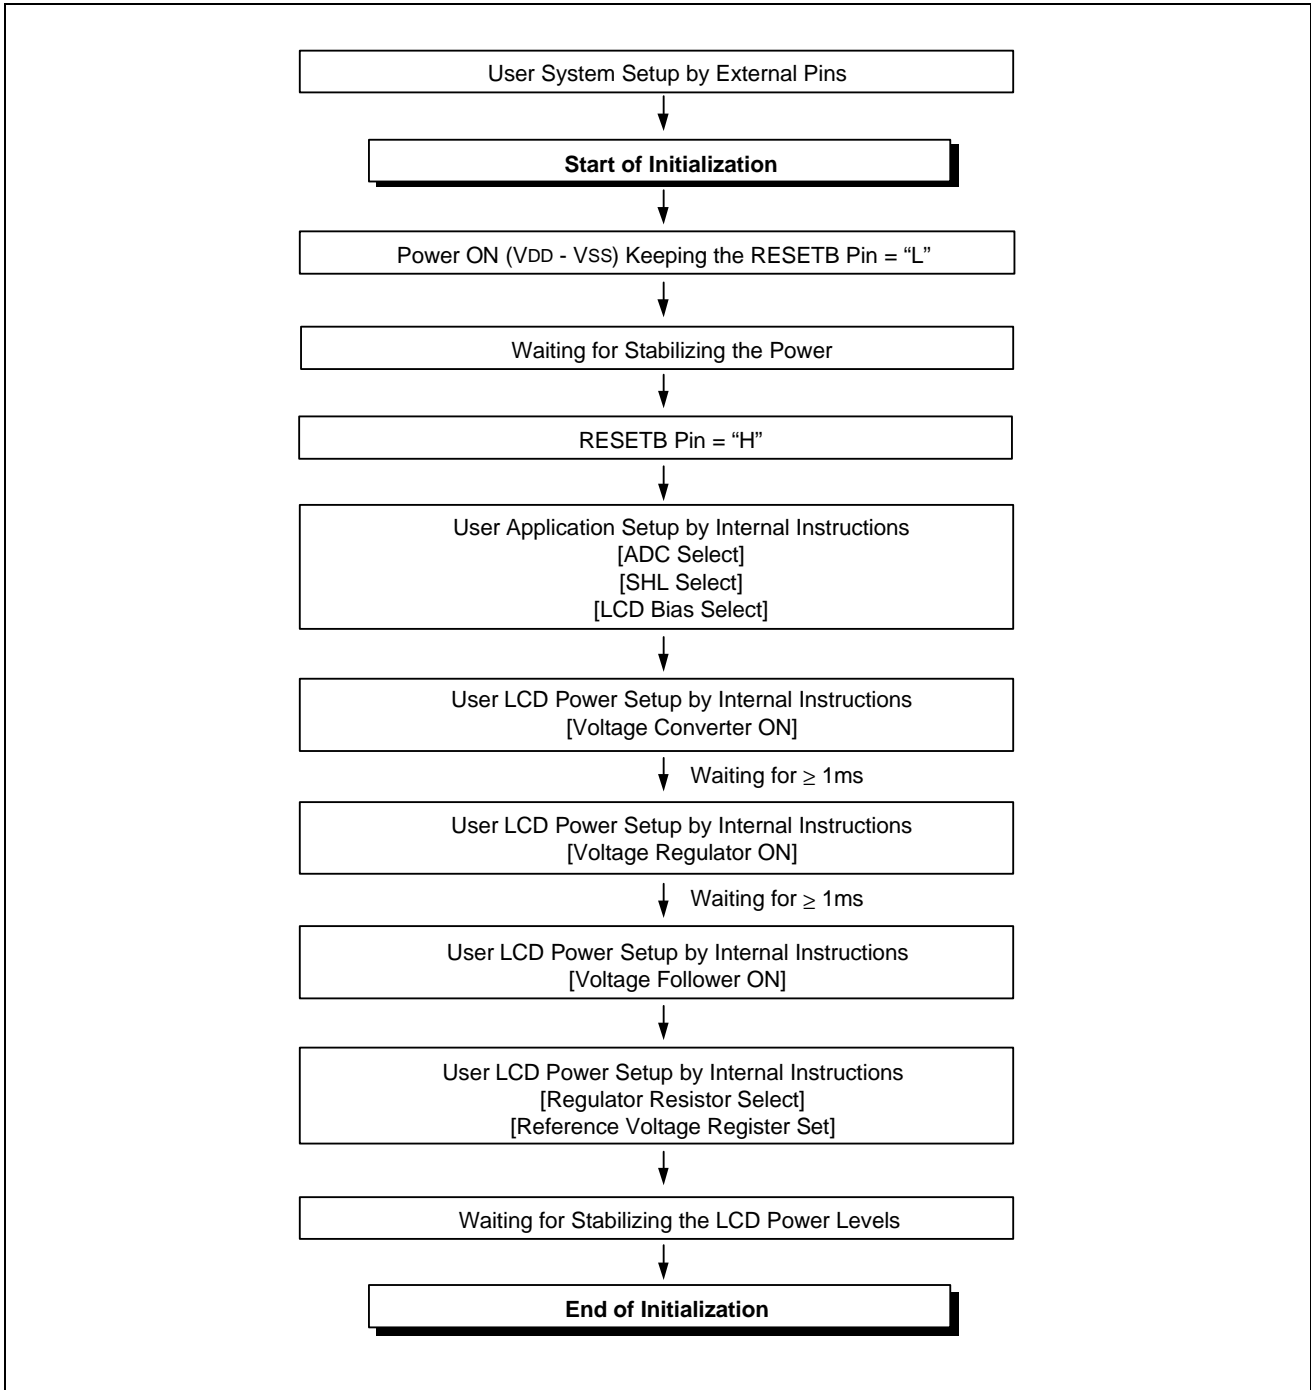 User System Setup by External Pins
Start of Initialization
Power ON (VDD - VSS) Keeping the RESETB Pin = “L”
Waiting for Stabilizing the Power
RESETB Pin = “H”
User Application Setup by Internal Instructions
[ADC Select]
[SHL Select]
[LCD Bias Select]
User LCD Power Setup by Internal Instructions
[Voltage Converter ON]
Waiting for ≥ 1ms
User LCD Power Setup by Internal Instructions
[Voltage Regulator ON]
Waiting for ≥ 1ms
User LCD Power Setup by Internal Instructions
[Voltage Follower ON]
User LCD Power Setup by Internal Instructions
[Regulator Resistor Select]
[Reference Voltage Register Set]
Waiting for Stabilizing the LCD Power Levels
End of Initialization